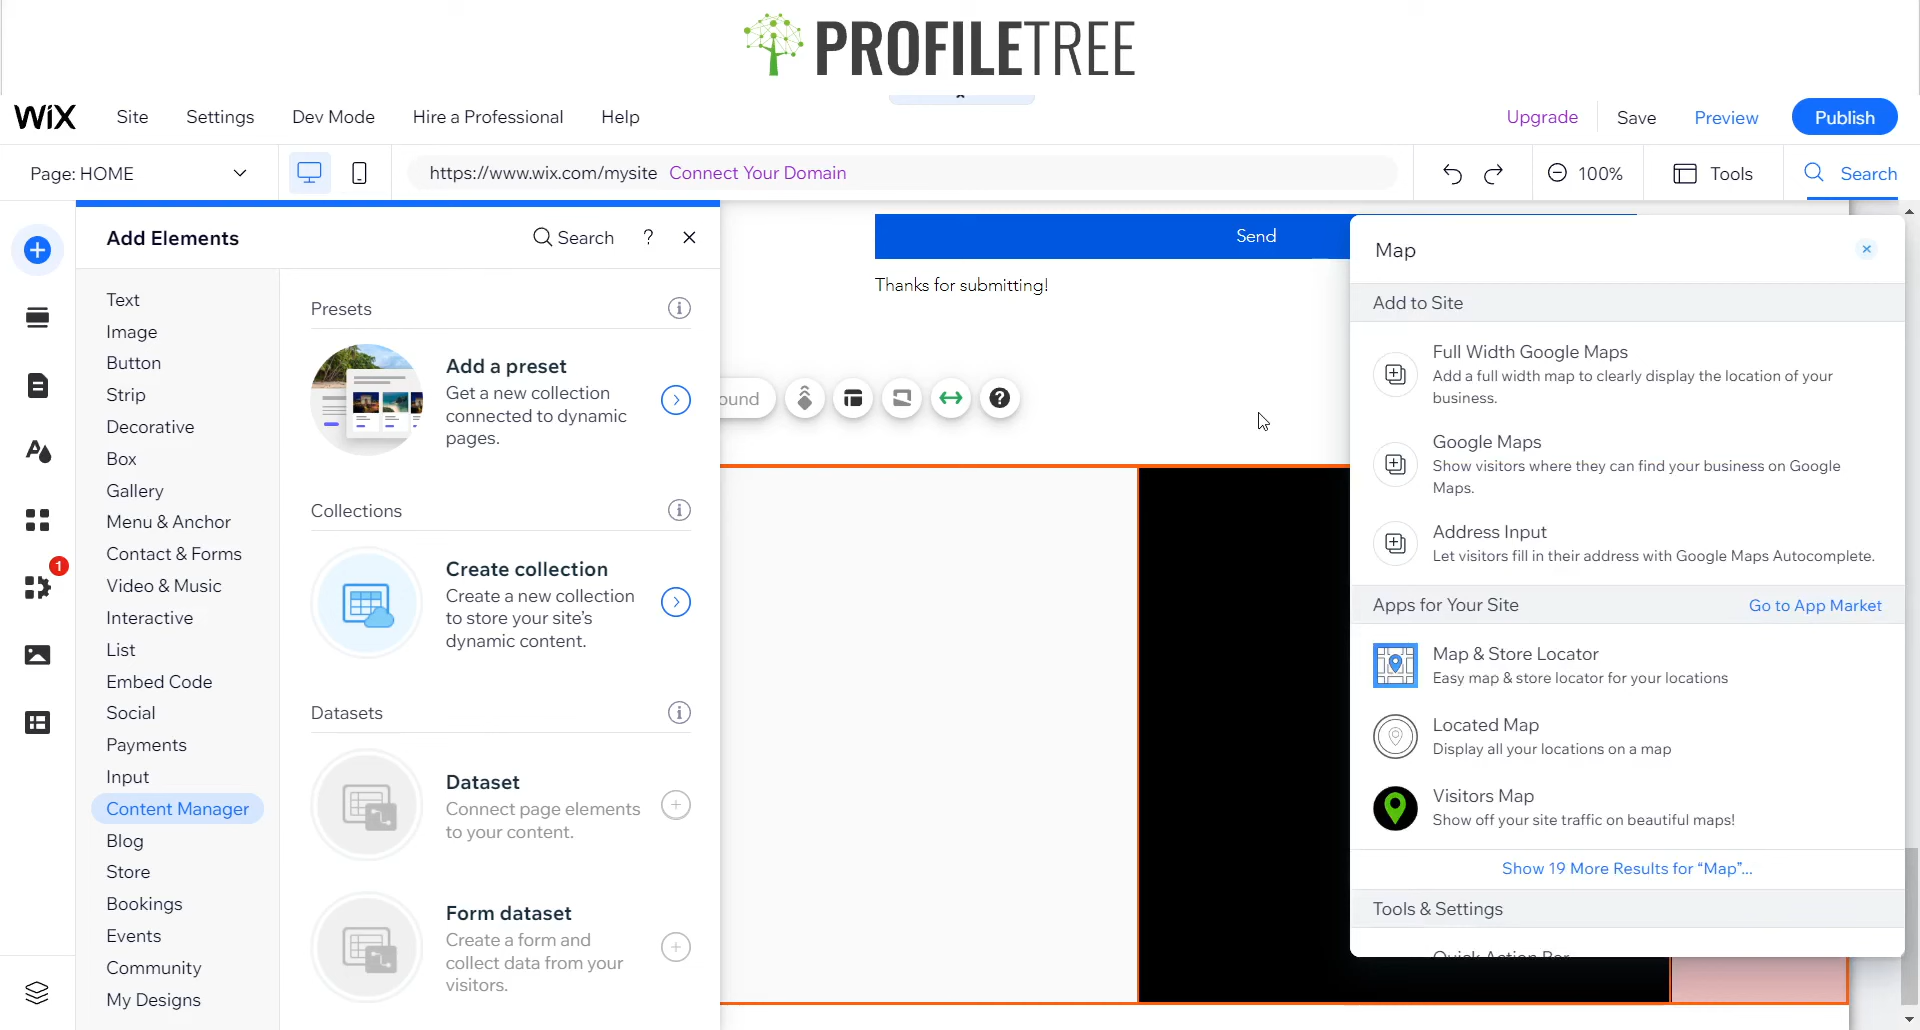 PROFILETREE
WiX Site Settings Dev Mode Hire a Professional Help Upgrade Save Preview Publish
Page: HOME https://www.wix.com/mysite Connect Your Domain 100% Tools Search
Add Elements Search ? ×
Text
Image
Button
Strip
Decorative
Box
Gallery
Menu & Anchor
Contact & Forms
Video & Music
Interactive
List
Embed Code
Social
Payments
Input
Content Manager
Blog
Store
Bookings
Events
Community
My Designs
1
Presets
Add a preset
Get a new collection
connected to dynamic
pages.
Collections
Create collection
Create a new collection
to store your site's
dynamic content.
Datasets
Dataset
Connect page elements
to your content.
Form dataset
Create a form and
collect data from your
visitors.
Send
Thanks for submitting!
ound
?
Map
Add to Site
Full Width Google Maps
Add a full width map to clearly display the location of your
business.
Google Maps
Show visitors where they can find your business on Google
Maps.
Address Input
Let visitors fill in their address with Google Maps Autocomplete.
Apps for Your Site Go to App Market
Map & Store Locator
Easy map & store locator for your locations
Located Map
Display all your locations on a map
Visitors Map
Show off your site traffic on beautiful maps!
Show 19 More Results for “Map”...
Tools & Settings
Quick Action Bar